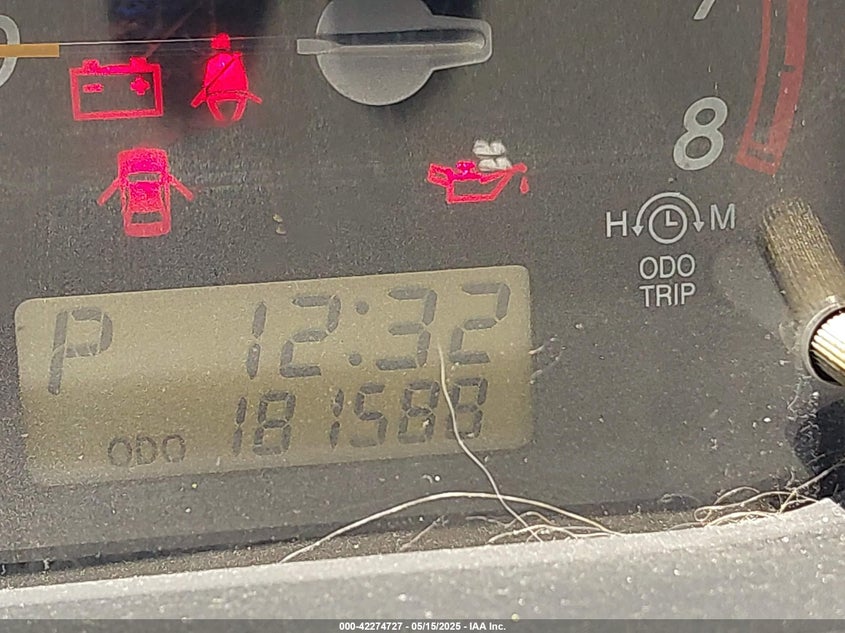 8
H M
ODO
TRIP
P 12:32
ODO 181588
000-42274727 - 05/15/2025 - IAA Inc.